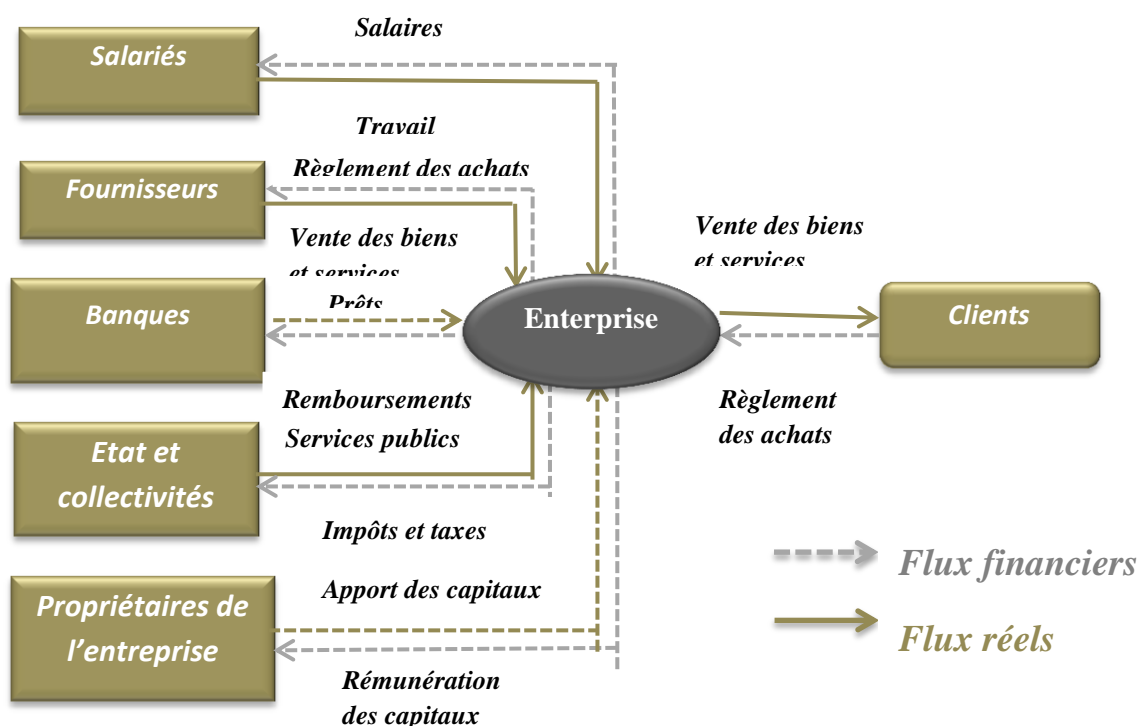 Salaires
Salariés
Travail
Règlement des achats
Fournisseurs
Vente des biens
et services
Vente des biens
et services
Prêts
Banques
Enterprise
Clients
Remboursements
Services publics
Règlement
des achats
Etat et
collectivités
Impôts et taxes
Flux financiers
Apport des capitaux
Propriétaires de
l'entreprise
Flux réels
Rémunération
des capitaux